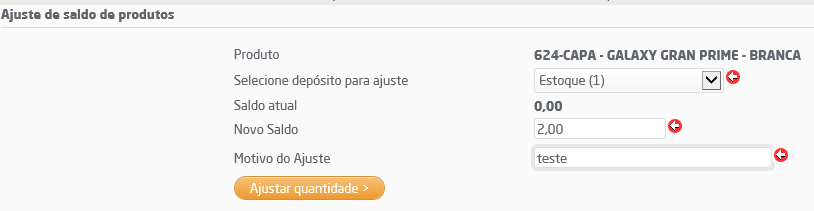 Ajuste de saldo de produtos
Produto 624-CAPA - GALAXY GRAN PRIME - BRANCA
Selecione depósito para ajuste Estoque (1)
Saldo atual 0,00
Novo Saldo 2,00
Motivo do Ajuste teste
Ajustar quantidade >